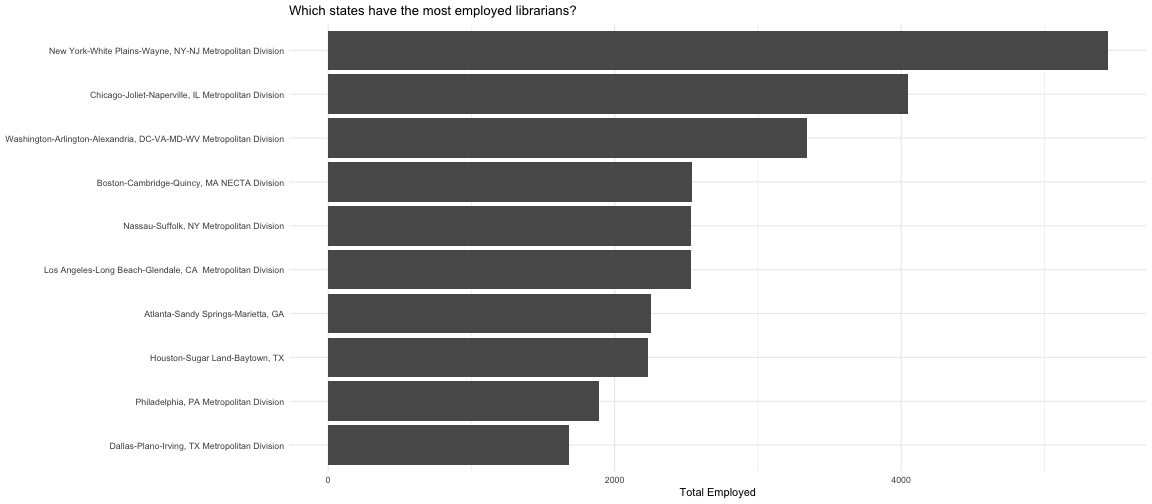 Which states have the most employed librarians?
New York-White Plains-Wayne, NY-NJ Metropolitan Division
Chicago-Joliet-Naperville, IL Metropolitan Division
Washington-Arlington-Alexandria, DC-VA-MD-WV Metropolitan Division
Boston-Cambridge-Quincy, MA NECTA Division
Nassau-Suffolk, NY Metropolitan Division
Los Angeles-Long Beach-Glendale, CA  Metropolitan Division
Atlanta-Sandy Springs-Marietta, GA
Houston-Sugar Land-Baytown, TX
Philadelphia, PA Metropolitan Division
Dallas-Plano-Irving, TX Metropolitan Division
0 2000 4000
Total Employed